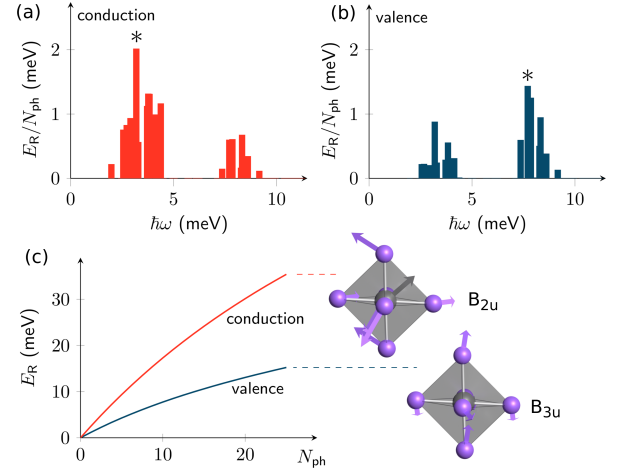 (a)
conduction
*
2
1
0
0
5
10
E_R/N_ph (meV)
ħω (meV)
(b)
valence
*
2
1
0
0
5
10
E_R/N_ph (meV)
ħω (meV)
(c)
30
20
10
0
0
10
20
N_ph
E_R (meV)
conduction
valence
B_2u
B_3u